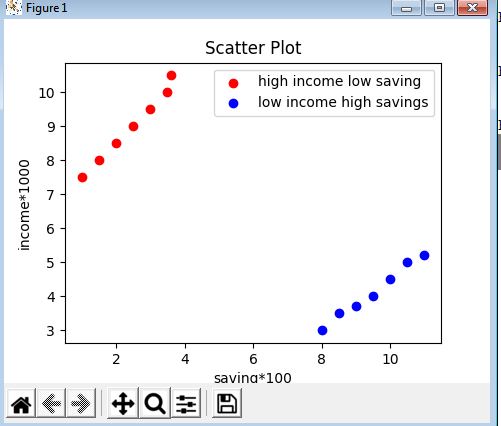 Figure 1
Scatter Plot
high income low saving
low income high savings
income*1000
10
9
8
7
6
5
4
3
2 4 6 8 10
saving*100